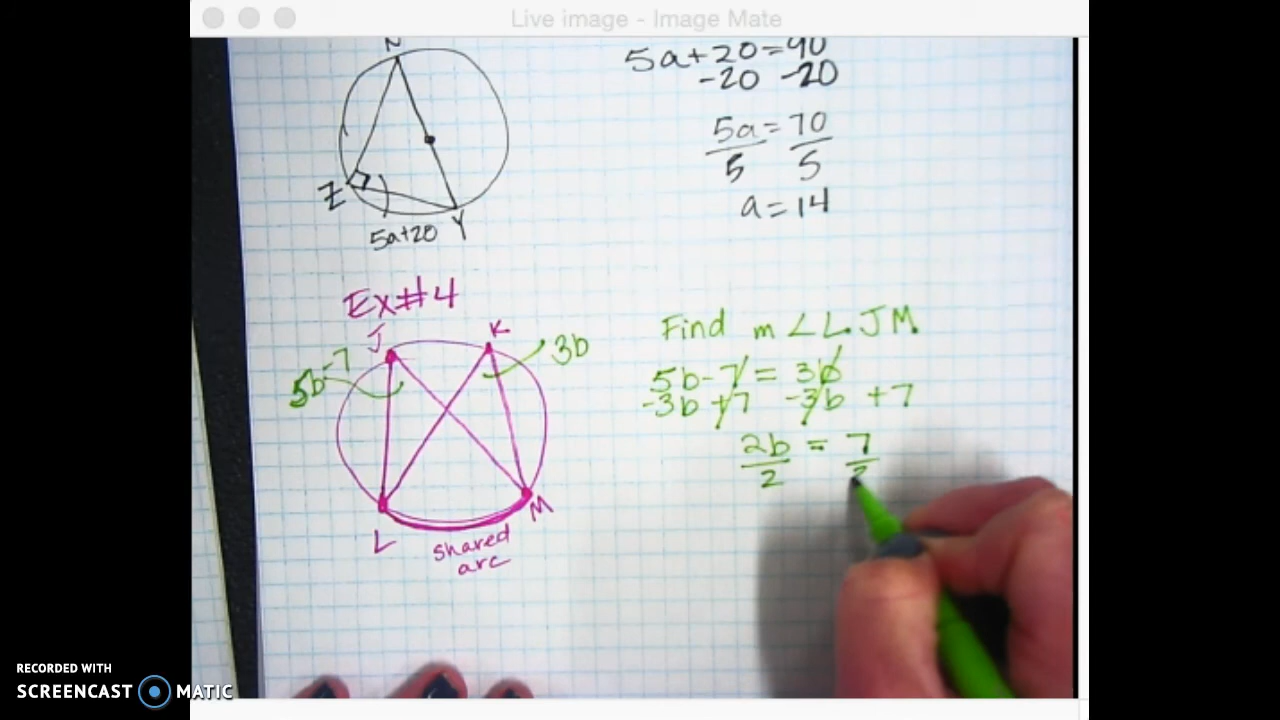 Live image - Image Mate
N
5a+20=90
-20 -20
5a=70
5 5
a=14
Z
Y
5a+20
Ex#4
J
K
5b-7
3b
L
M
shared
arc
Find m∠LJM
5b-7=3b
-3b +7 -3b +7
2b = 7
2 2
RECORDED WITH
SCREENCAST MATIC